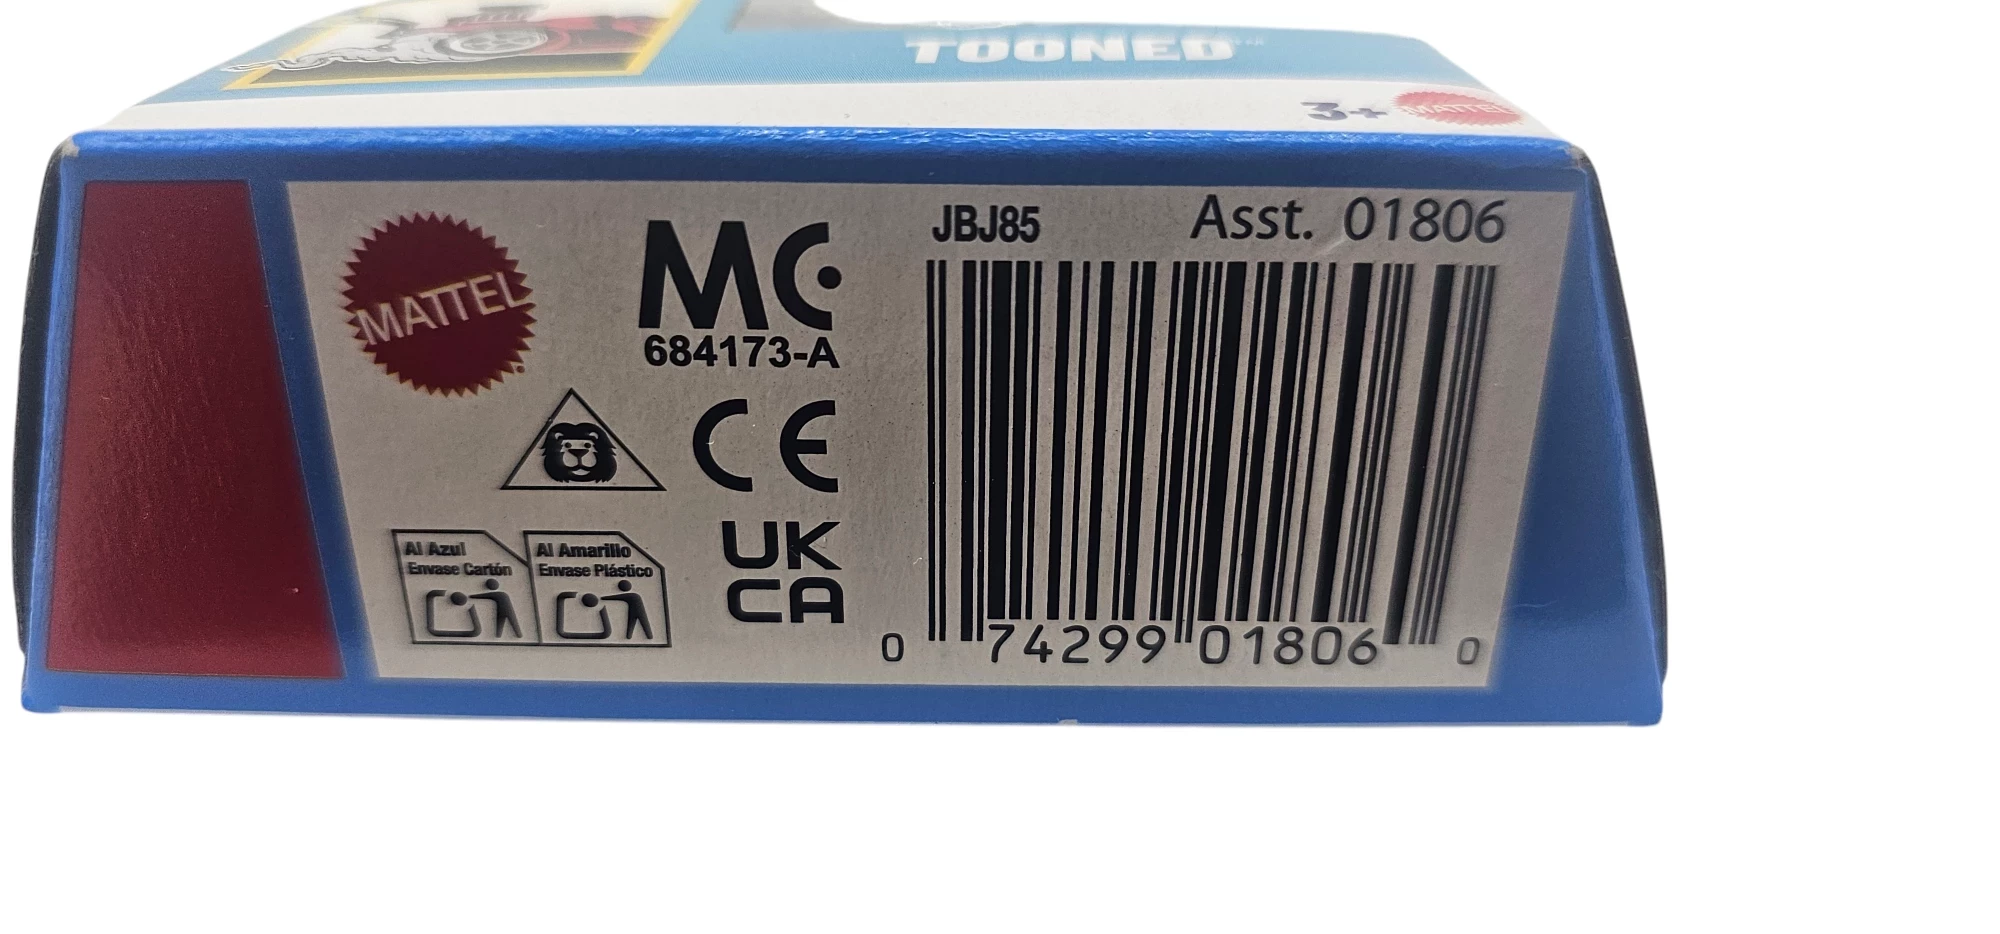 TOONED
3+
MATTEL
MATTEL
MC
684173-A
CE
UK
CA
Al Azul
Envase Cartón
Al Amarillo
Envase Plástico
JBJ85 Asst. 01806
0 74299 01806 0